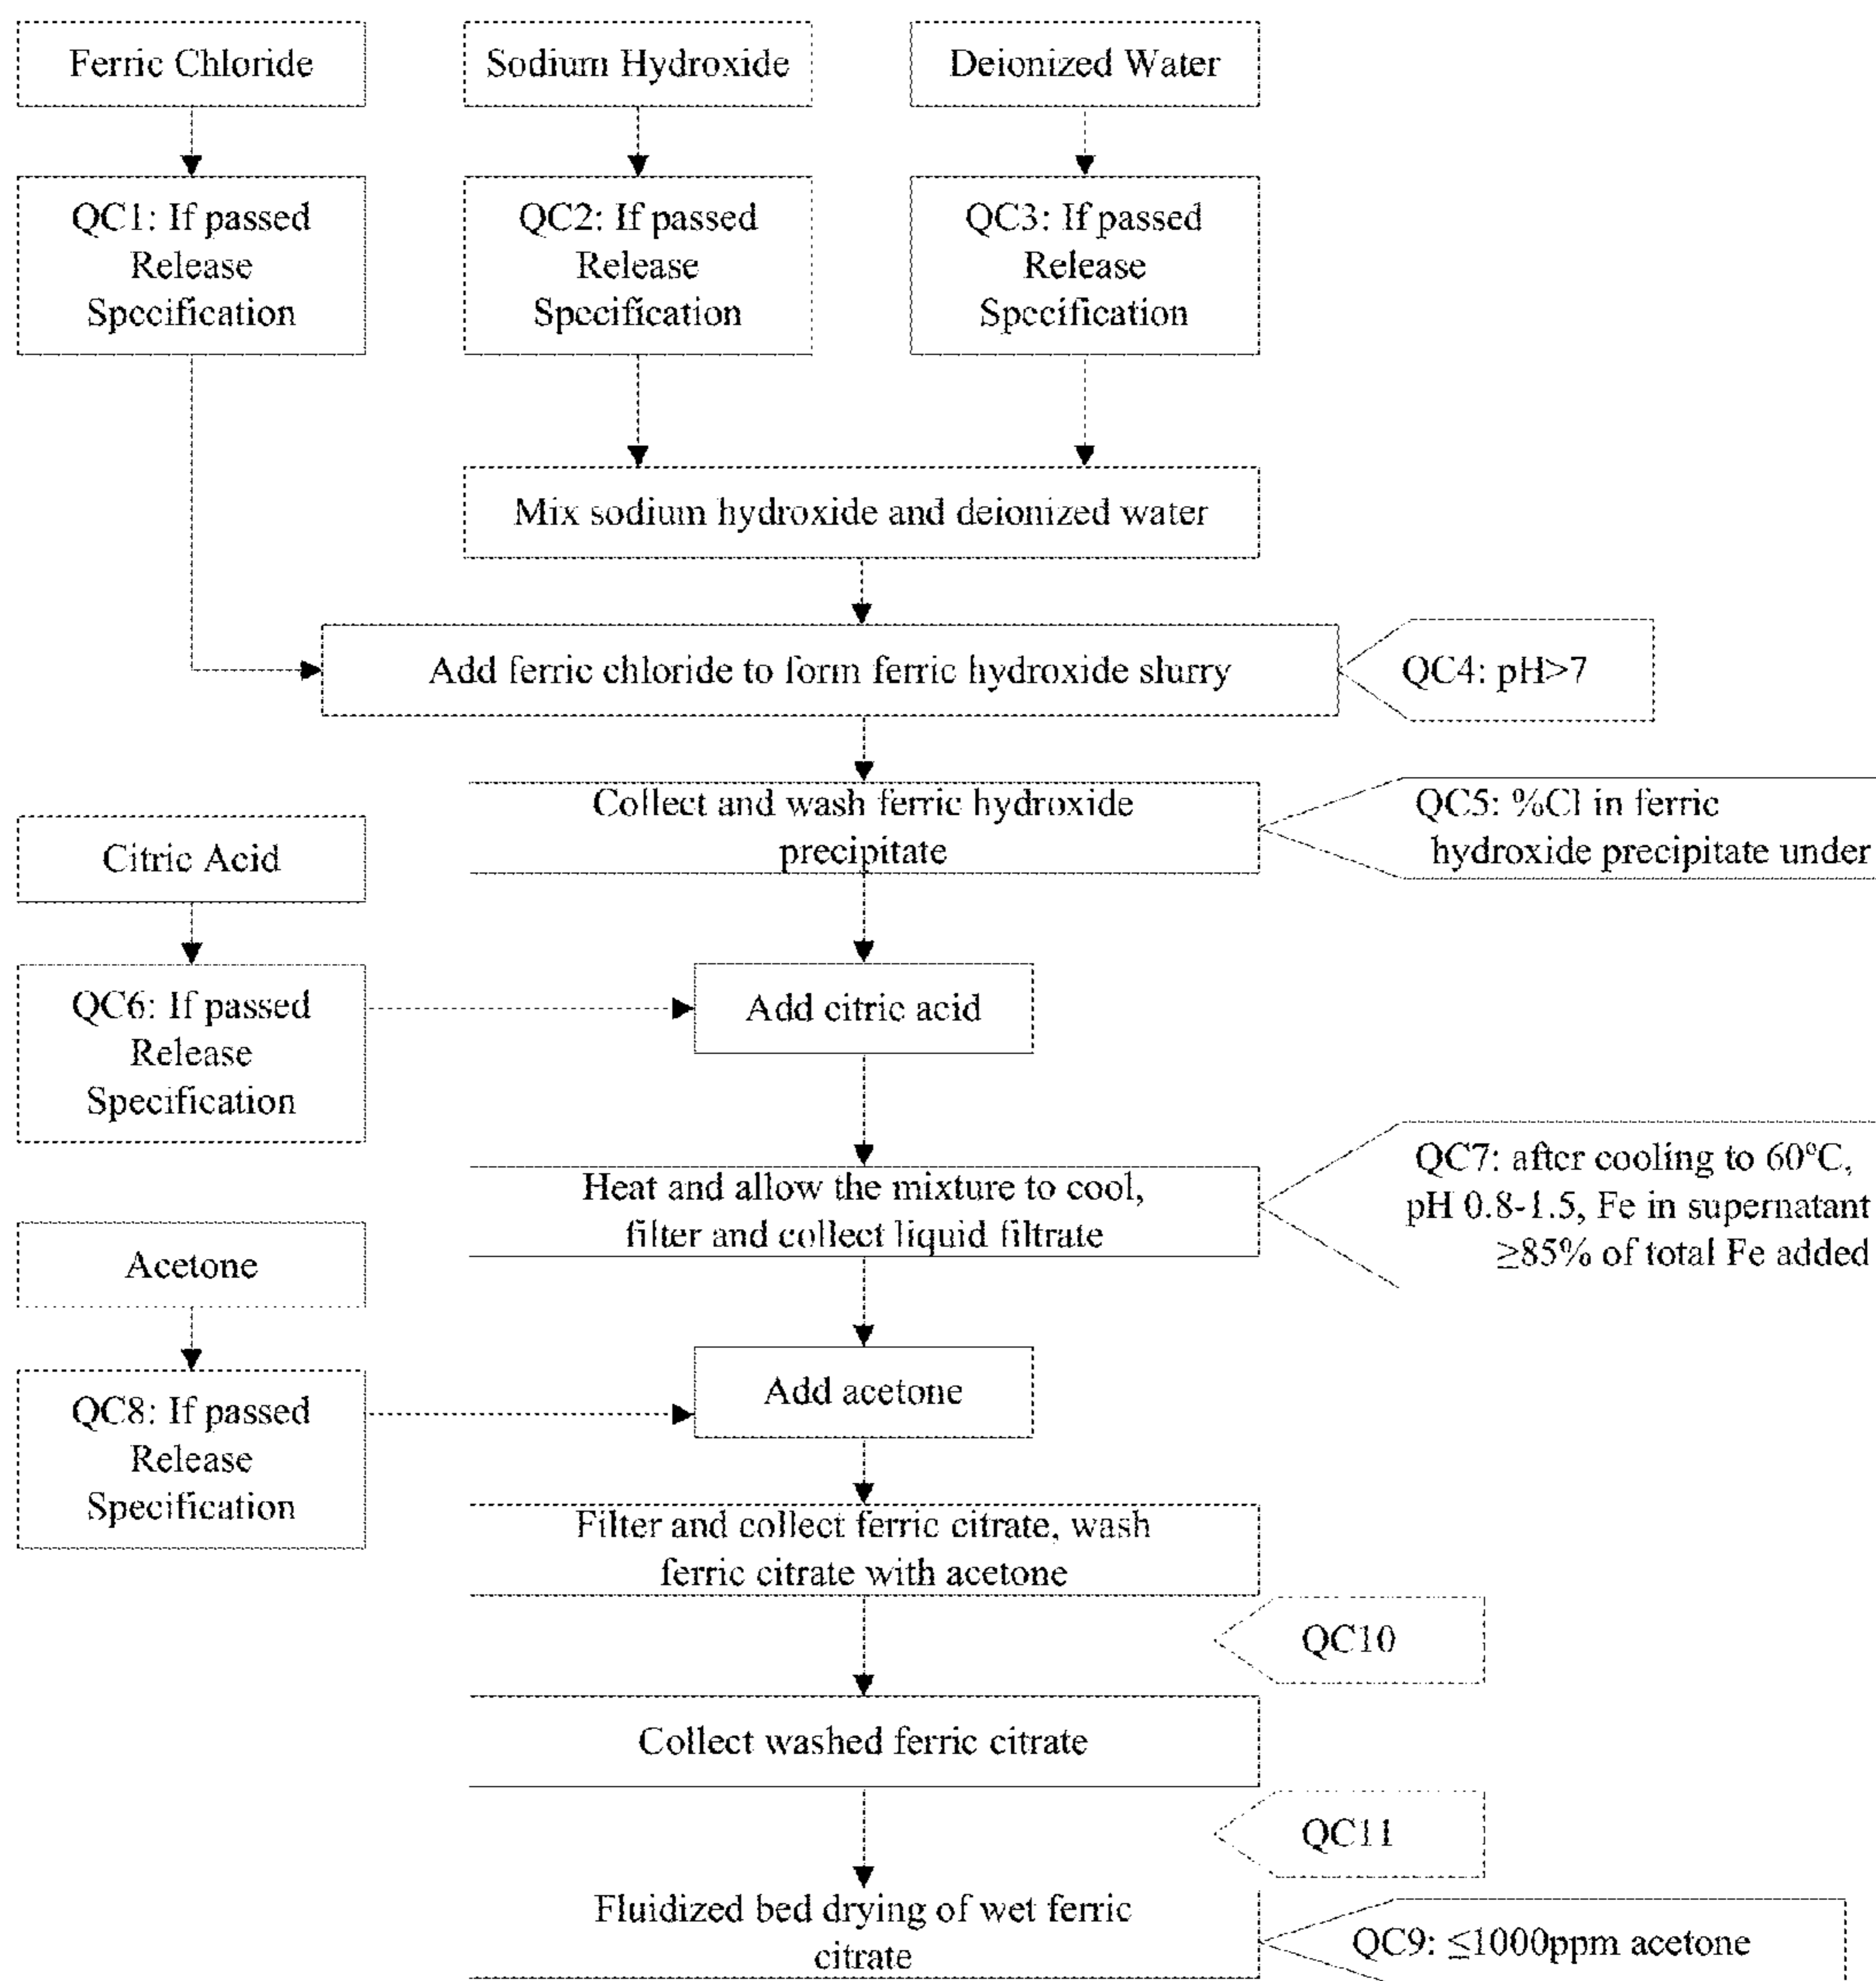 Ferric Chloride
Sodium Hydroxide
Deionized Water
QC1: If passed
Release
Specification
QC2: If passed
Release
Specification
QC3: If passed
Release
Specification
Mix sodium hydroxide and deionized water
Add ferric chloride to form ferric hydroxide slurry
QC4: pH>7
Collect and wash ferric hydroxide
precipitate
QC5: %Cl in ferric
hydroxide precipitate under
Citric Acid
QC6: If passed
Release
Specification
Add citric acid
Heat and allow the mixture to cool,
filter and collect liquid filtrate
QC7: after cooling to 60°C,
pH 0.8-1.5, Fe in supernatant
≥85% of total Fe added
Acetone
QC8: If passed
Release
Specification
Add acetone
Filter and collect ferric citrate, wash
ferric citrate with acetone
QC10
Collect washed ferric citrate
QC11
Fluidized bed drying of wet ferric
citrate
QC9: ≤1000ppm acetone